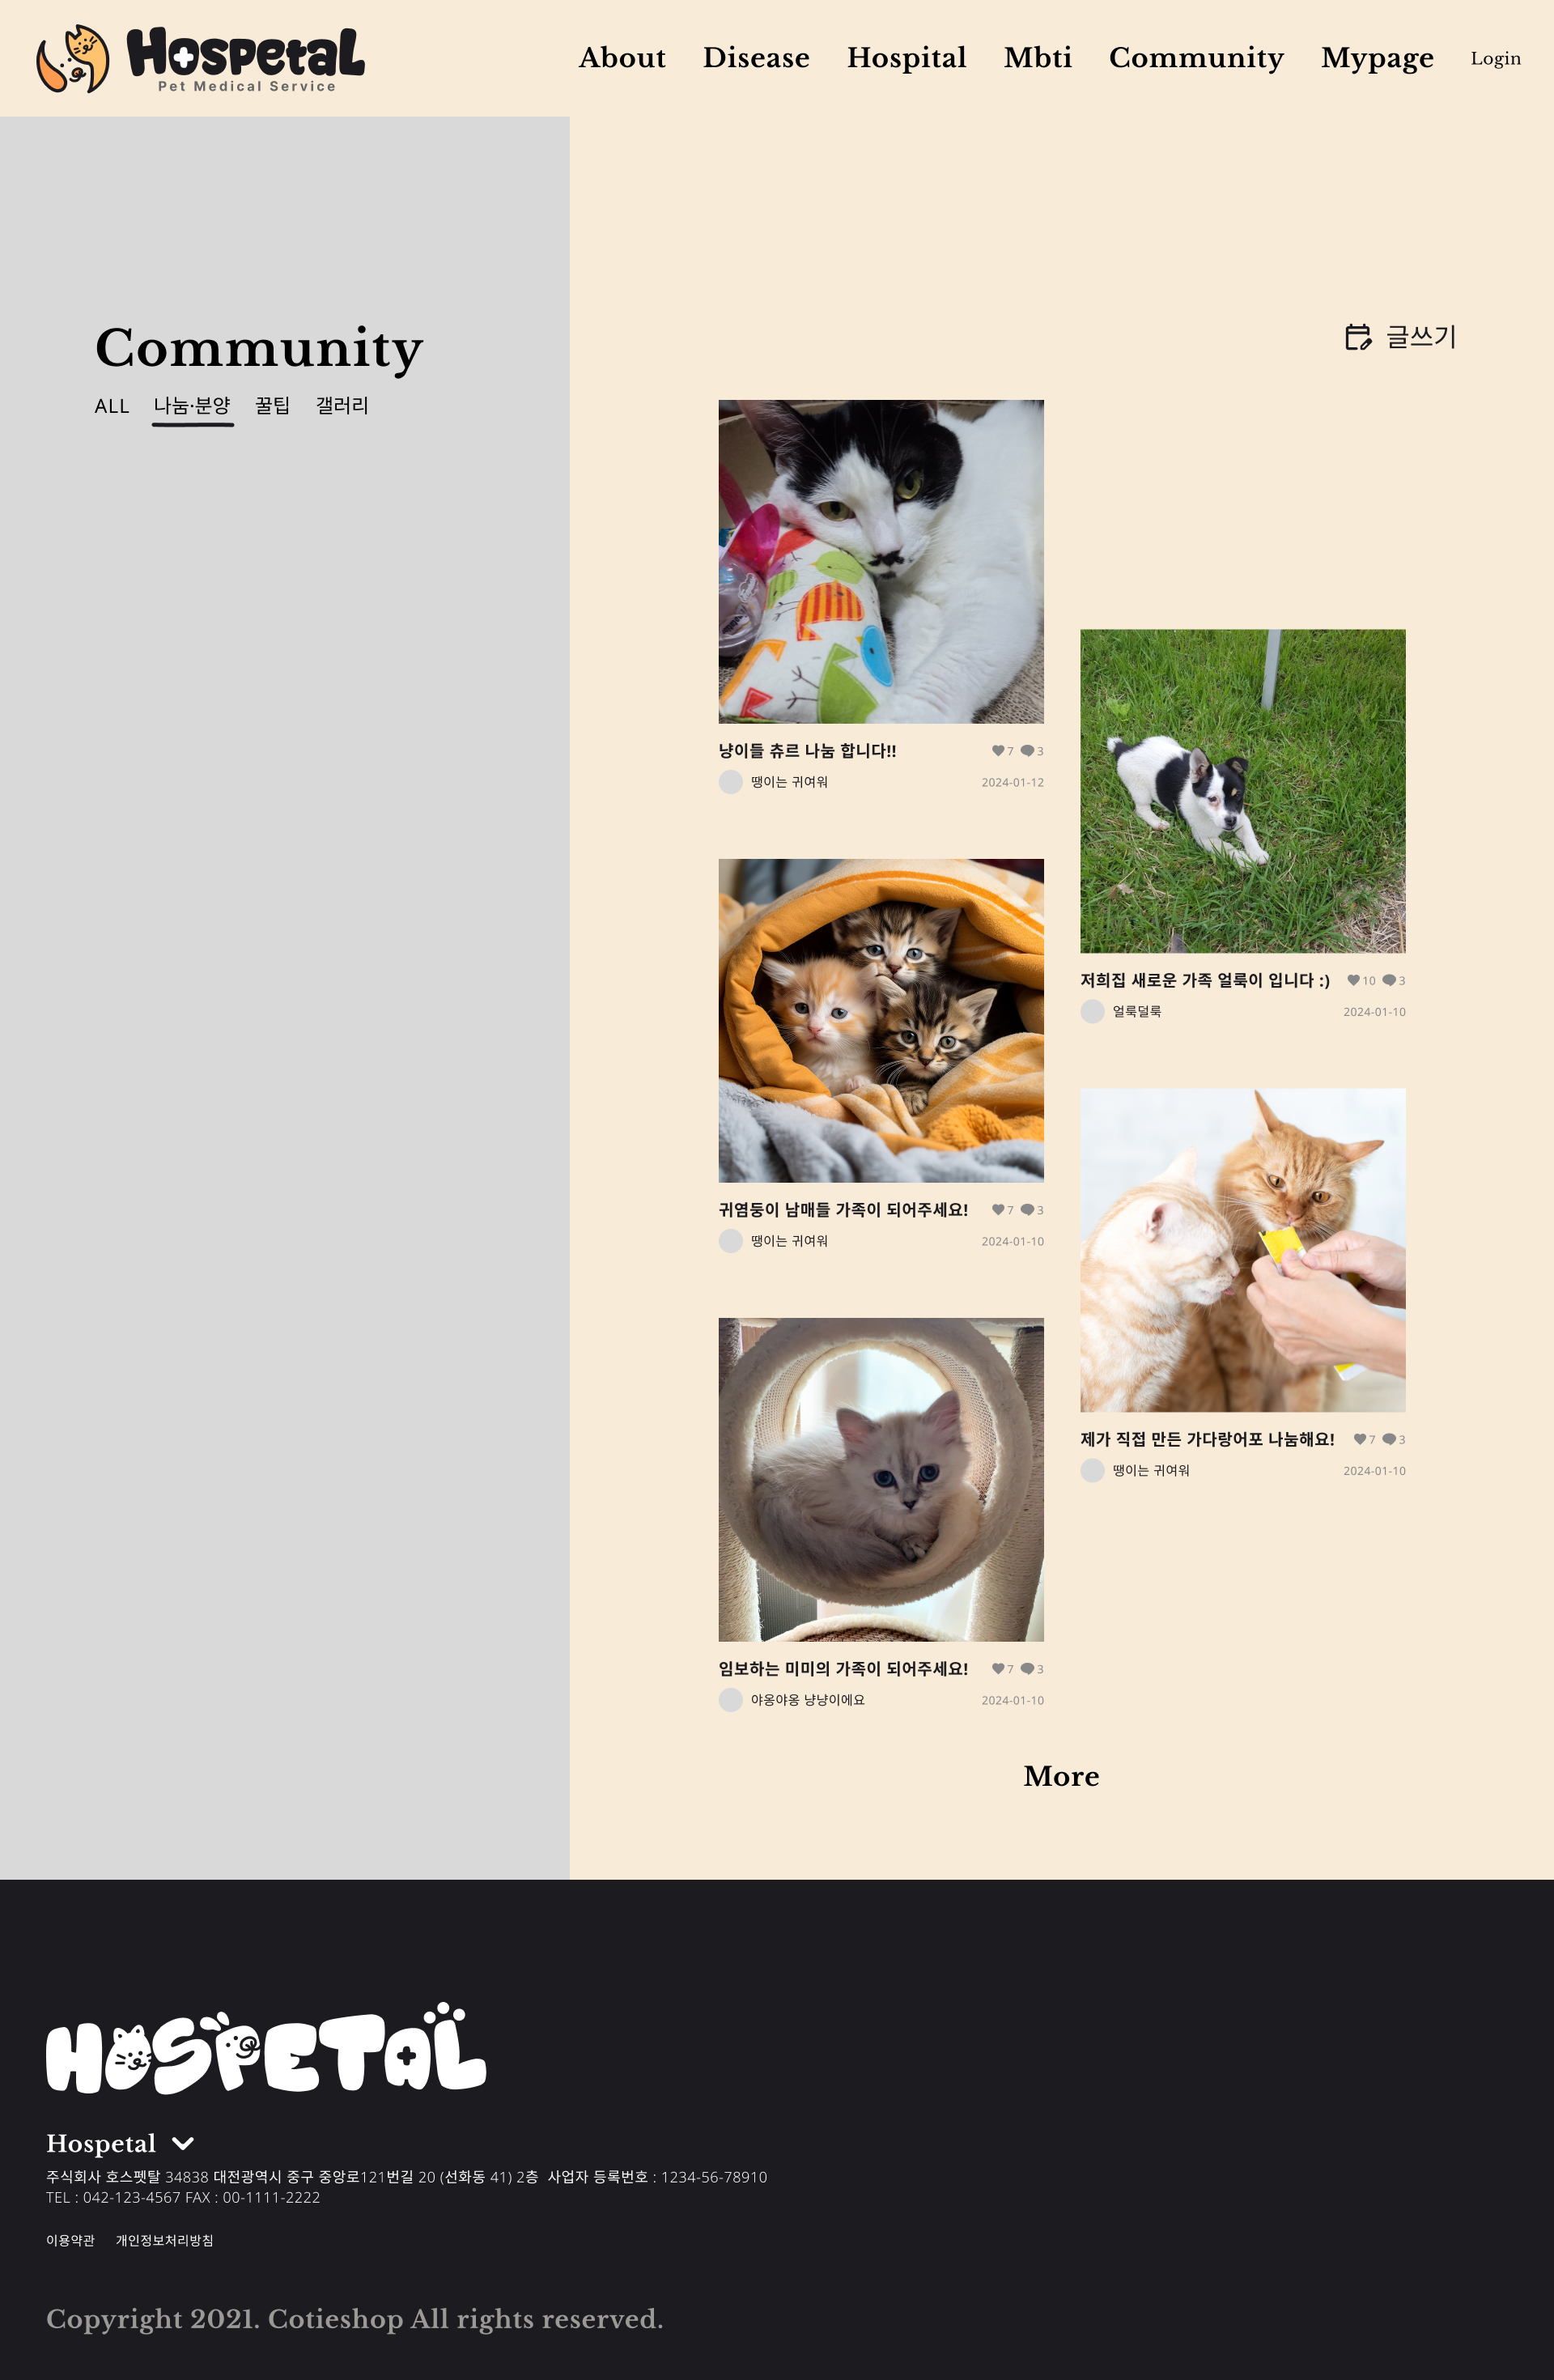 Hospetal
Pet Medical Service
About Disease Hospital Mbti Community Mypage Login
Community
ALL 나눔·분양 꿀팁 갤러리
글쓰기
냥이들 츄르 나눔 합니다!! 7 3
땡이는 귀여워 2024-01-12
저희집 새로운 가족 얼룩이 입니다 :) 10 3
얼룩덜룩 2024-01-10
귀염둥이 남매들 가족이 되어주세요! 7 3
땡이는 귀여워 2024-01-10
제가 직접 만든 가다랑어포 나눔해요! 7 3
땡이는 귀여워 2024-01-10
임보하는 미미의 가족이 되어주세요! 7 3
야옹야옹 냥냥이에요 2024-01-10
More
HOSPETAL
Hospetal
주식회사 호스펫탈 34838 대전광역시 중구 중앙로121번길 20 (선화동 41) 2층 사업자 등록번호 : 1234-56-78910
TEL : 042-123-4567 FAX : 00-1111-2222
이용약관 개인정보처리방침
Copyright 2021. Cotieshop All rights reserved.